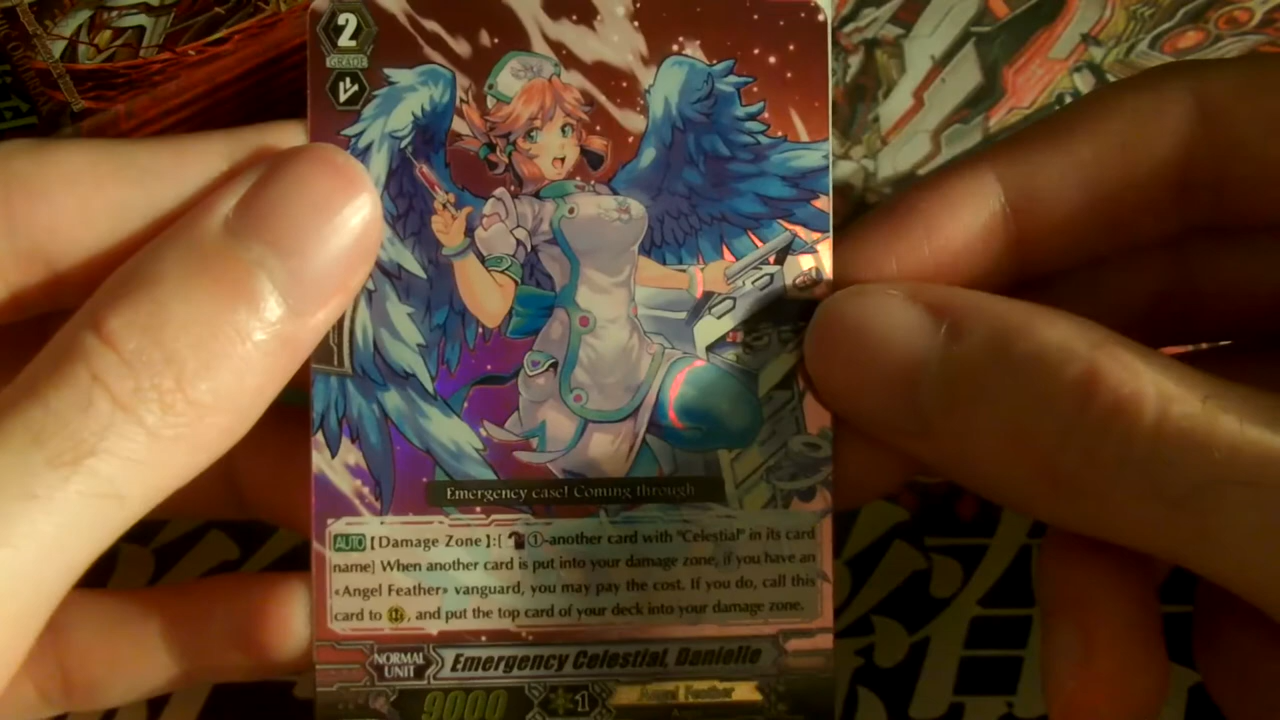 2
GRADE
Emergency case! Coming through
AUTO [Damage Zone]:[ 1-another card with "Celestial" in its card
name] When another card is put into your damage zone, if you have an
«Angel Feather» vanguard, you may pay the cost. If you do, call this
card to , and put the top card of your deck into your damage zone.
NORMAL
UNIT
Emergency Celestial, Danielle
9000
1
Angel Feather